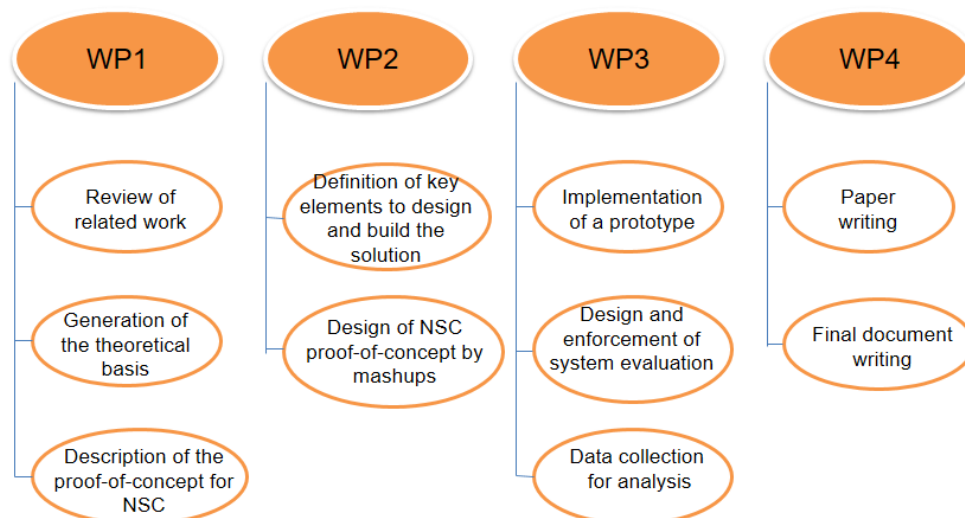 WP1
Review of
related work
Generation of
the theoretical
basis
Description of the
proof-of-concept for
NSC
WP2
Definition of key
elements to design
and build the
solution
Design of NSC
proof-of-concept by
mashups
WP3
Implementation
of a prototype
Design and
enforcement of
system evaluation
Data collection
for analysis
WP4
Paper
writing
Final document
writing